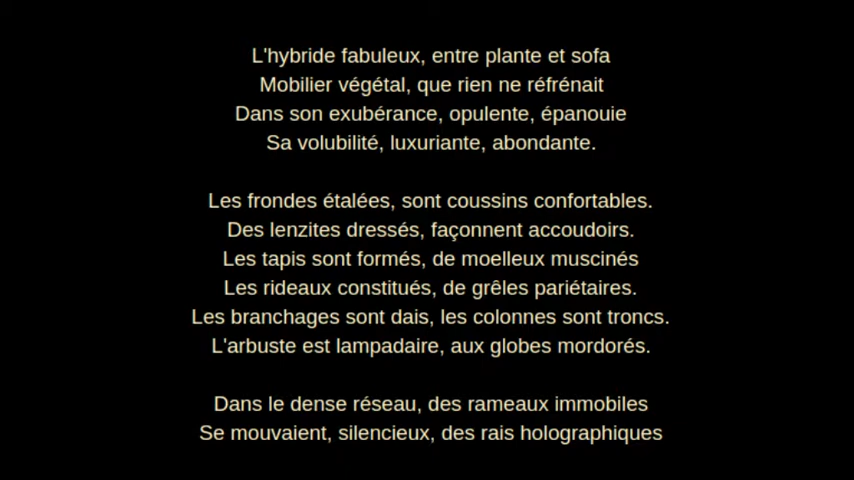 L'hybride fabuleux, entre plante et sofa
Mobilier végétal, que rien ne réfrénait
Dans son exubérance, opulente, épanouie
Sa volubilité, luxuriante, abondante.
Les frondes étalées, sont coussins confortables.
Des lenzites dressés, façonnent accoudoirs.
Les tapis sont formés, de moelleux muscinés
Les rideaux constitués, de grêles pariétaires.
Les branchages sont dais, les colonnes sont troncs.
L'arbuste est lampadaire, aux globes mordorés.
Dans le dense réseau, des rameaux immobiles
Se mouvaient, silencieux, des rais holographiques